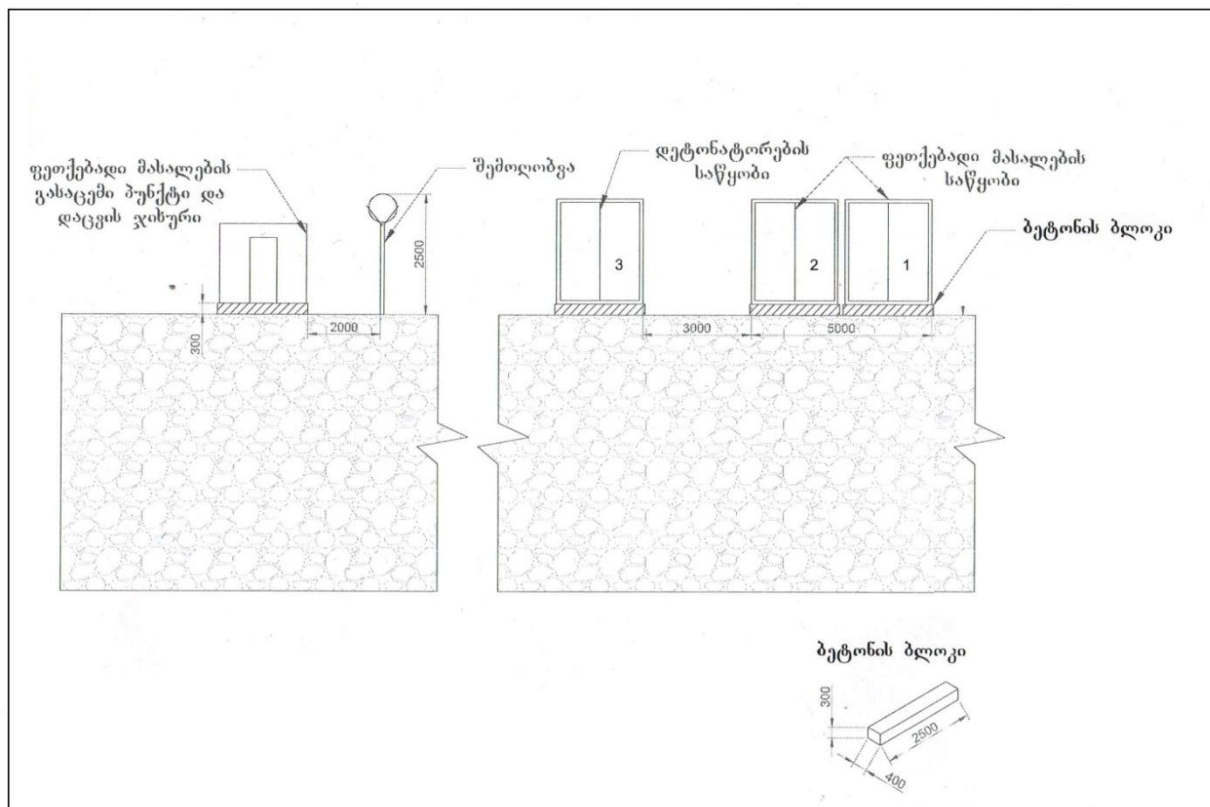 ფეთქებადი მასალების
გასაცემი პუნქტი და
დაცვის ჯიხური
შემოღობვა
დეტონატორების
საწყობი
ფეთქებადი მასალების
საწყობი
ბეტონის ბლოკი
2500
3
2
1
300
2000
3000
5000
ბეტონის ბლოკი
300
2500
400